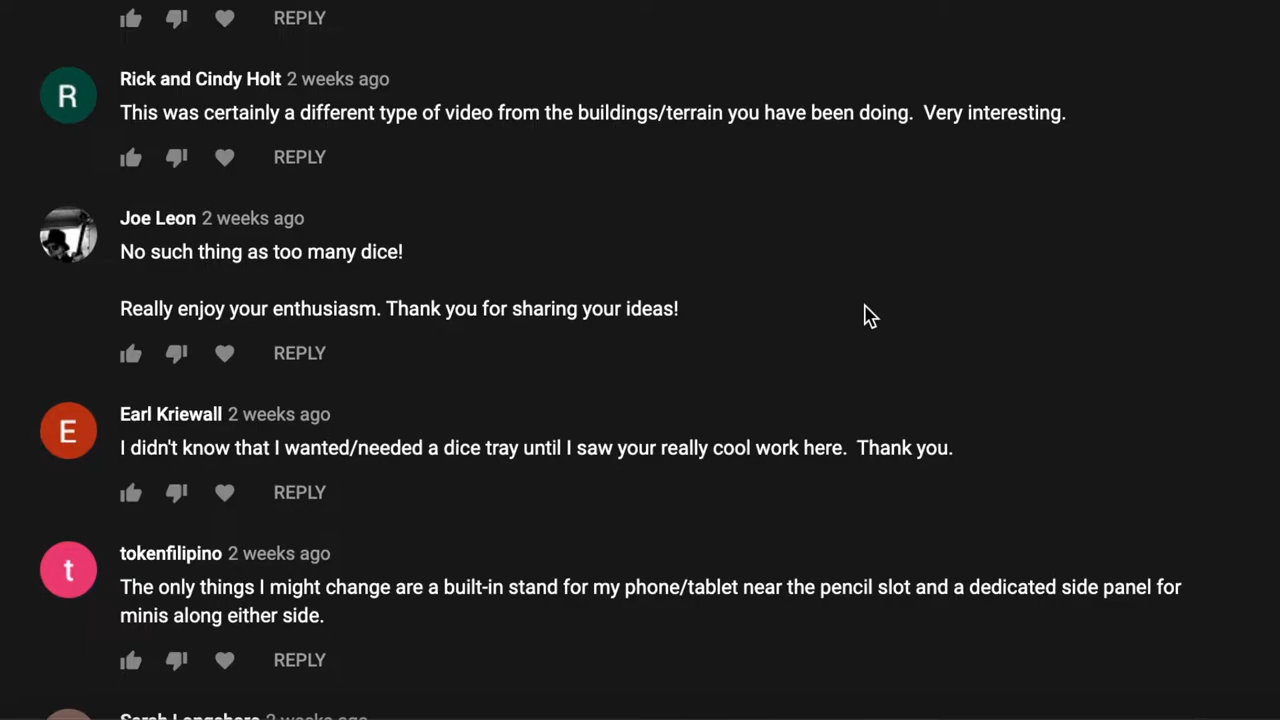 REPLY
R
Rick and Cindy Holt 2 weeks ago
This was certainly a different type of video from the buildings/terrain you have been doing.  Very interesting.
REPLY
Joe Leon 2 weeks ago
No such thing as too many dice!
Really enjoy your enthusiasm. Thank you for sharing your ideas!
REPLY
E
Earl Kriewall 2 weeks ago
I didn't know that I wanted/needed a dice tray until I saw your really cool work here.  Thank you.
REPLY
t
tokenfilipino 2 weeks ago
The only things I might change are a built-in stand for my phone/tablet near the pencil slot and a dedicated side panel for
minis along either side.
REPLY
2 weeks ago